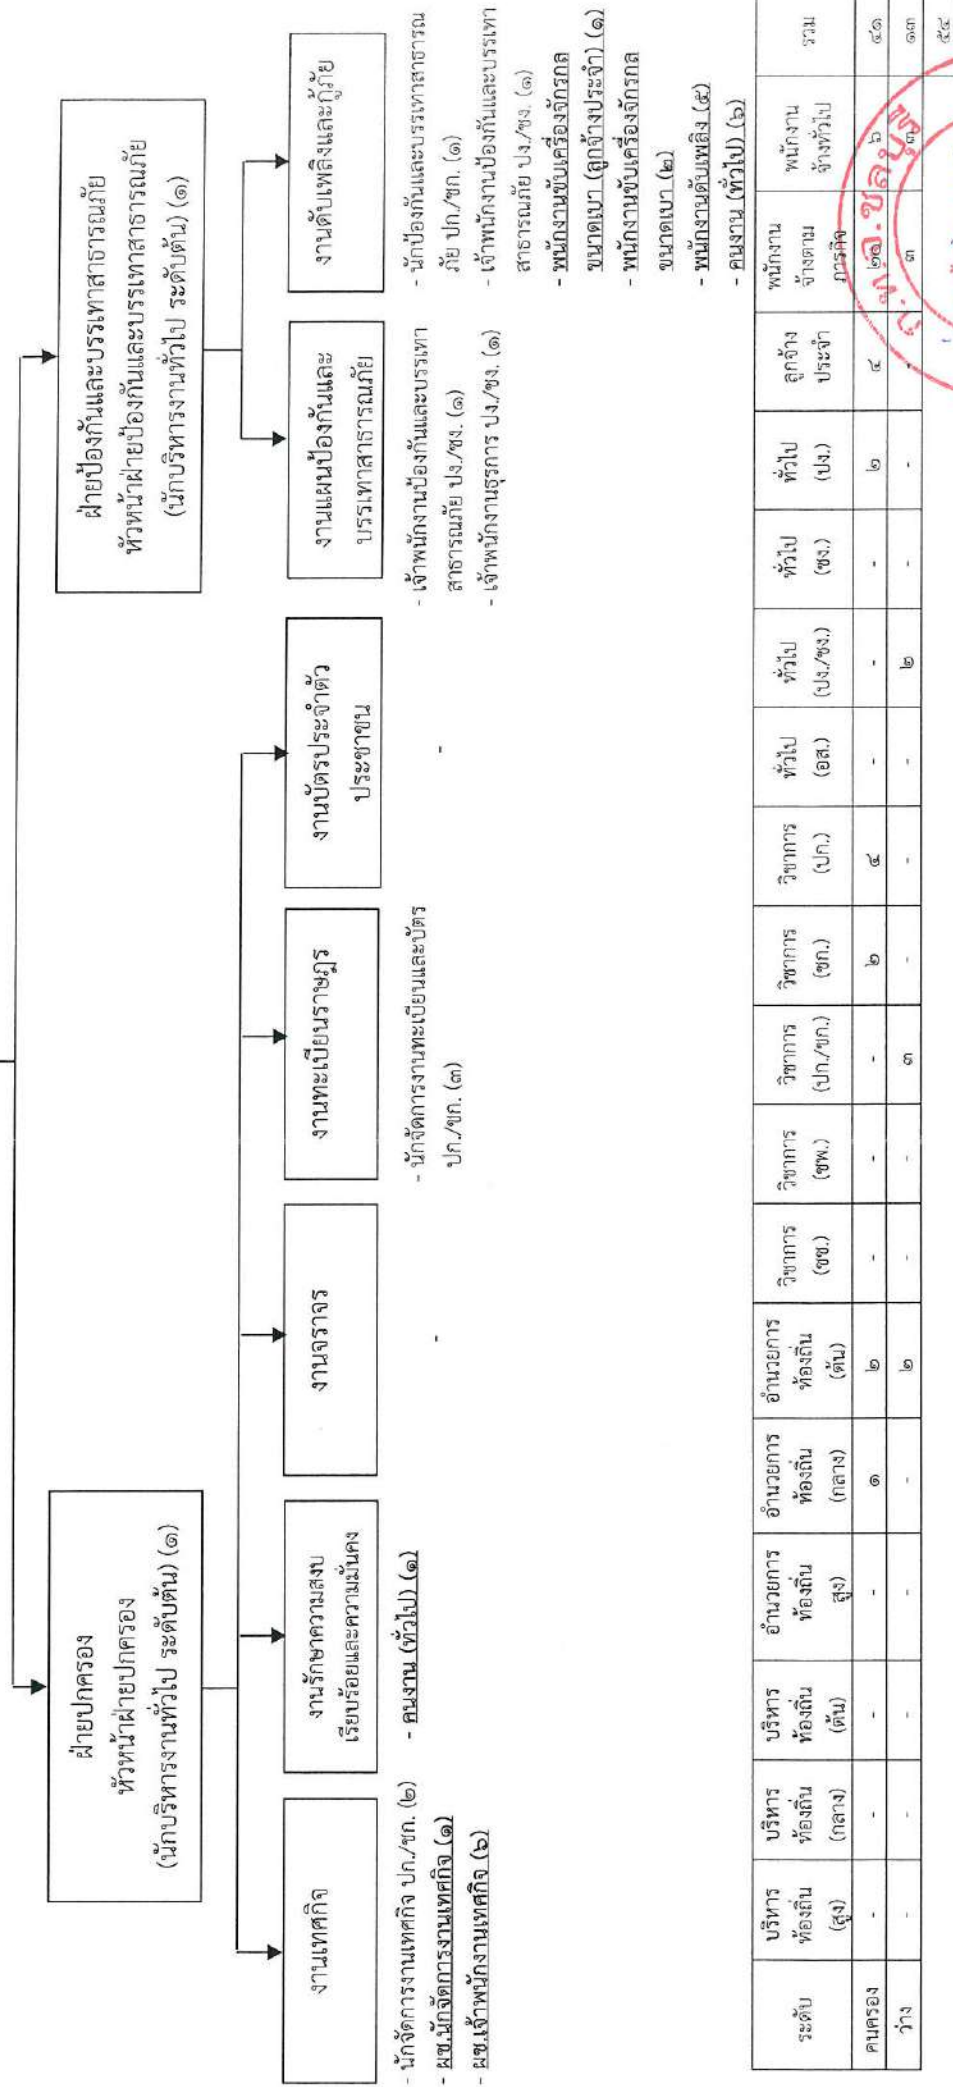 ฝ่ายปกครอง
หัวหน้าฝ่ายปกครอง
(นักบริหารงานทั่วไป ระดับต้น) (๑)
ฝ่ายป้องกันและบรรเทาสาธารณภัย
หัวหน้าฝ่ายป้องกันและบรรเทาสาธารณภัย
(นักบริหารงานทั่วไป ระดับต้น) (๑)
งานเทศกิจ
- นักจัดการงานเทศกิจ ปก./ชก. (๒)
- ผช.นักจัดการงานเทศกิจ (๑)
- ผช.เจ้าพนักงานเทศกิจ (๖)
งานรักษาความสงบ
เรียบร้อยและความมั่นคง
- คนงาน (ทั่วไป) (๑)
งานจราจร
-
งานทะเบียนราษฎร
- นักจัดการงานทะเบียนและบัตร
ปก./ชก. (๓)
งานบัตรประจำตัว
ประชาชน
-
งานแผนป้องกันและ
บรรเทาสาธารณภัย
- เจ้าพนักงานป้องกันและบรรเทา
สาธารณภัย ปง./ชง. (๑)
- เจ้าพนักงานธุรการ ปง./ชง. (๑)
งานดับเพลิงและกู้ภัย
- นักป้องกันและบรรเทาสาธารณ
ภัย ปก./ชก. (๑)
- เจ้าพนักงานป้องกันและบรรเทา
สาธารณภัย ปง./ชง. (๑)
- พนักงานขับเครื่องจักรกล
ขนาดเบา (ลูกจ้างประจำ) (๑)
- พนักงานขับเครื่องจักรกล
ขนาดเบา (๒)
- พนักงานดับเพลิง (๕)
- คนงาน (ทั่วไป) (๖)
ระดับ บริหารท้องถิ่น (สูง) บริหารท้องถิ่น (กลาง) บริหารท้องถิ่น (ต้น) อำนวยการท้องถิ่น สูง) อำนวยการท้องถิ่น (กลาง) อำนวยการท้องถิ่น (ต้น) วิชาการ (ชช.) วิชาการ (ชพ.) วิชาการ (ปก./ชก.) วิชาการ (ชก.) วิชาการ (ปก.) ทั่วไป (อส.) ทั่วไป (ปง./ชง.) ทั่วไป (ชง.) ทั่วไป (ปง.) ลูกจ้างประจำ พนักงานจ้างตามภารกิจ พนักงานจ้างทั่วไป รวม
คนครอง - - - - ๑ ๒ - - - ๒ ๔ - - - ๒ ๔ ๒๐ ๖ ๔๑
ว่าง - - - - - ๒ - - ๓ - - - ๒ - - - ๓ ๓ ๑๓
๕๔
ก.ท.จ.ชลบุรี